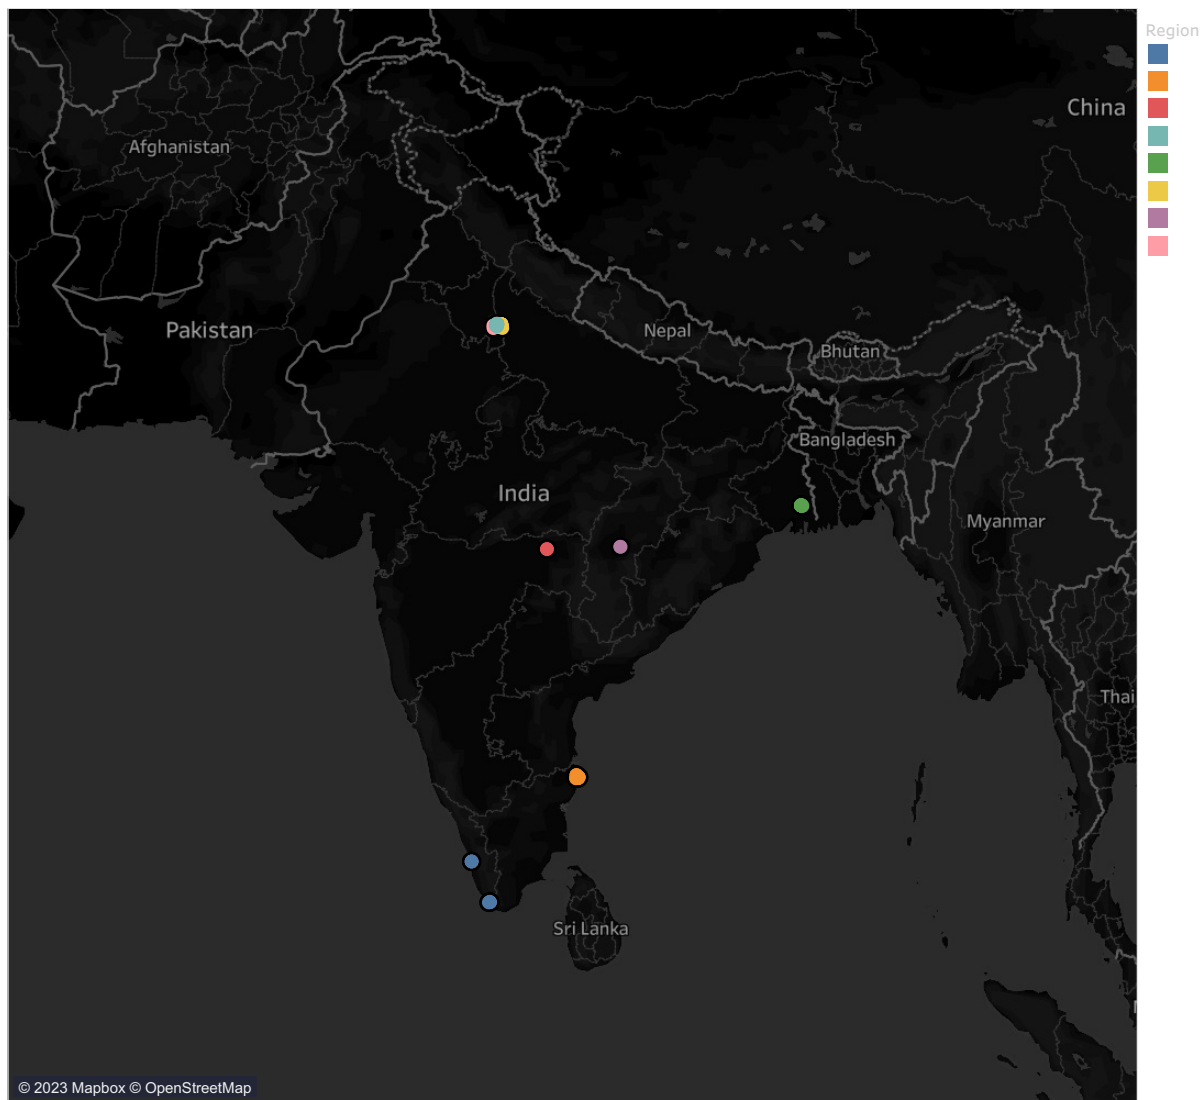 Region
China
Afghanistan
Pakistan
Nepal
Bhutan
Bangladesh
India
Myanmar
Thai
Sri Lanka
© 2023 Mapbox © OpenStreetMap